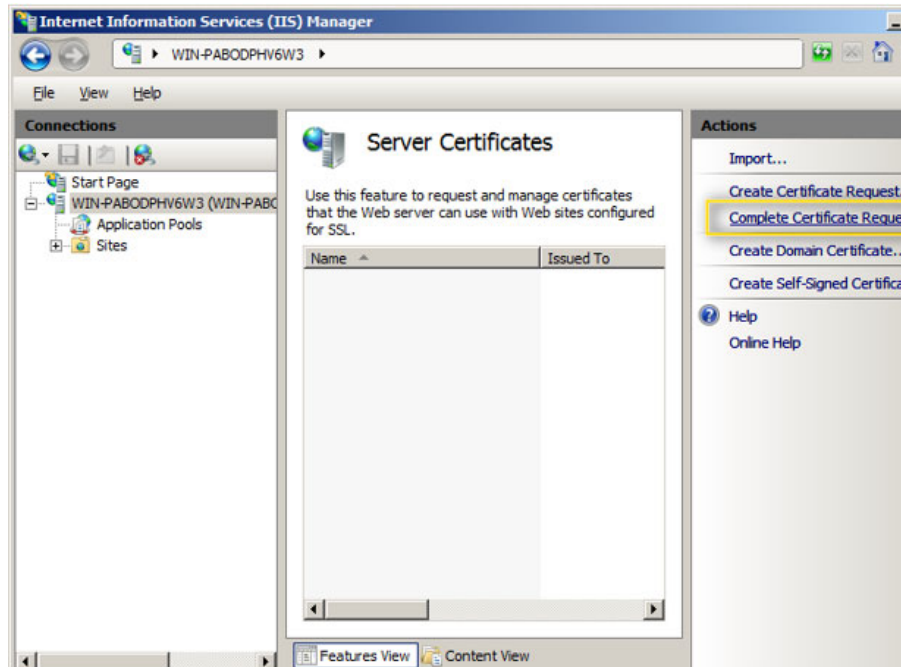 Internet Information Services (IIS) Manager
WIN-PABODPHV6W3
File View Help
Connections
Start Page
WIN-PABODPHV6W3 (WIN-PABO
Application Pools
Sites
Server Certificates
Use this feature to request and manage certificates
that the Web server can use with Web sites configured
for SSL.
Name Issued To
Features View Content View
Actions
Import...
Create Certificate Request.
Complete Certificate Reque
Create Domain Certificate..
Create Self-Signed Certifica
Help
Online Help